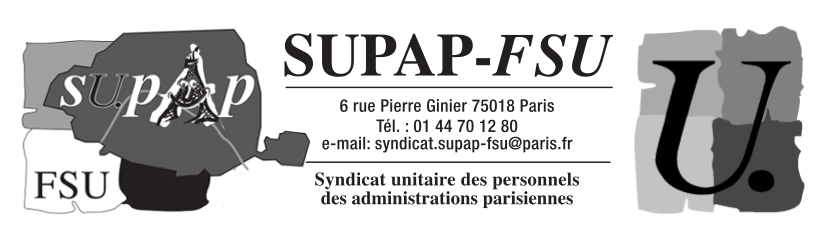 supAp
FSU
SUPAP-FSU
6 rue Pierre Ginier 75018 Paris
Tél. : 01 44 70 12 80
e-mail: syndicat.supap-fsu@paris.fr
Syndicat unitaire des personnels
des administrations parisiennes
U.